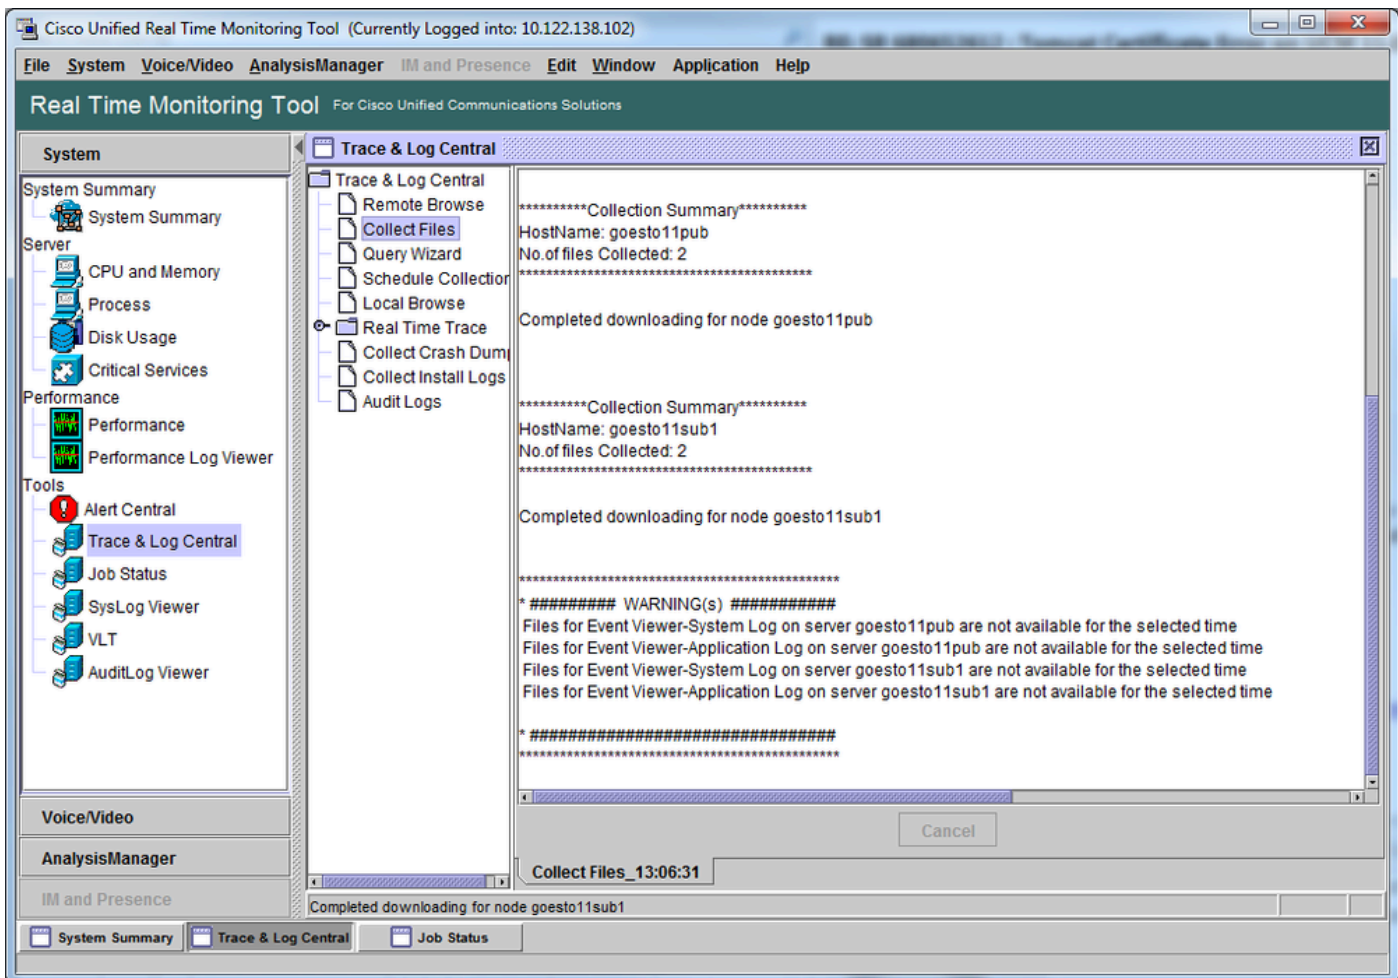 Cisco Unified Real Time Monitoring Tool (Currently Logged into: 10.122.138.102)
File System Voice/Video AnalysisManager IM and Presence Edit Window Application Help
Real Time Monitoring Tool For Cisco Unified Communications Solutions
System
System Summary
System Summary
Server
CPU and Memory
Process
Disk Usage
Critical Services
Performance
Performance
Performance Log Viewer
Tools
Alert Central
Trace & Log Central
Job Status
SysLog Viewer
VLT
AuditLog Viewer
Voice/Video
AnalysisManager
IM and Presence
Trace & Log Central
Trace & Log Central
Remote Browse
Collect Files
Query Wizard
Schedule Collection
Local Browse
Real Time Trace
Collect Crash Dum
Collect Install Logs
Audit Logs
**********Collection Summary**********
HostName: goesto11pub
No.of files Collected: 2
*******************************************
Completed downloading for node goesto11pub
**********Collection Summary**********
HostName: goesto11sub1
No.of files Collected: 2
*******************************************
Completed downloading for node goesto11sub1
***********************************************
* ######### WARNING(s) ###########
Files for Event Viewer-System Log on server goesto11pub are not available for the selected time
Files for Event Viewer-Application Log on server goesto11pub are not available for the selected time
Files for Event Viewer-System Log on server goesto11sub1 are not available for the selected time
Files for Event Viewer-Application Log on server goesto11sub1 are not available for the selected time
* ################################
***********************************************
Cancel
Collect Files_13:06:31
Completed downloading for node goesto11sub1
System Summary Trace & Log Central Job Status